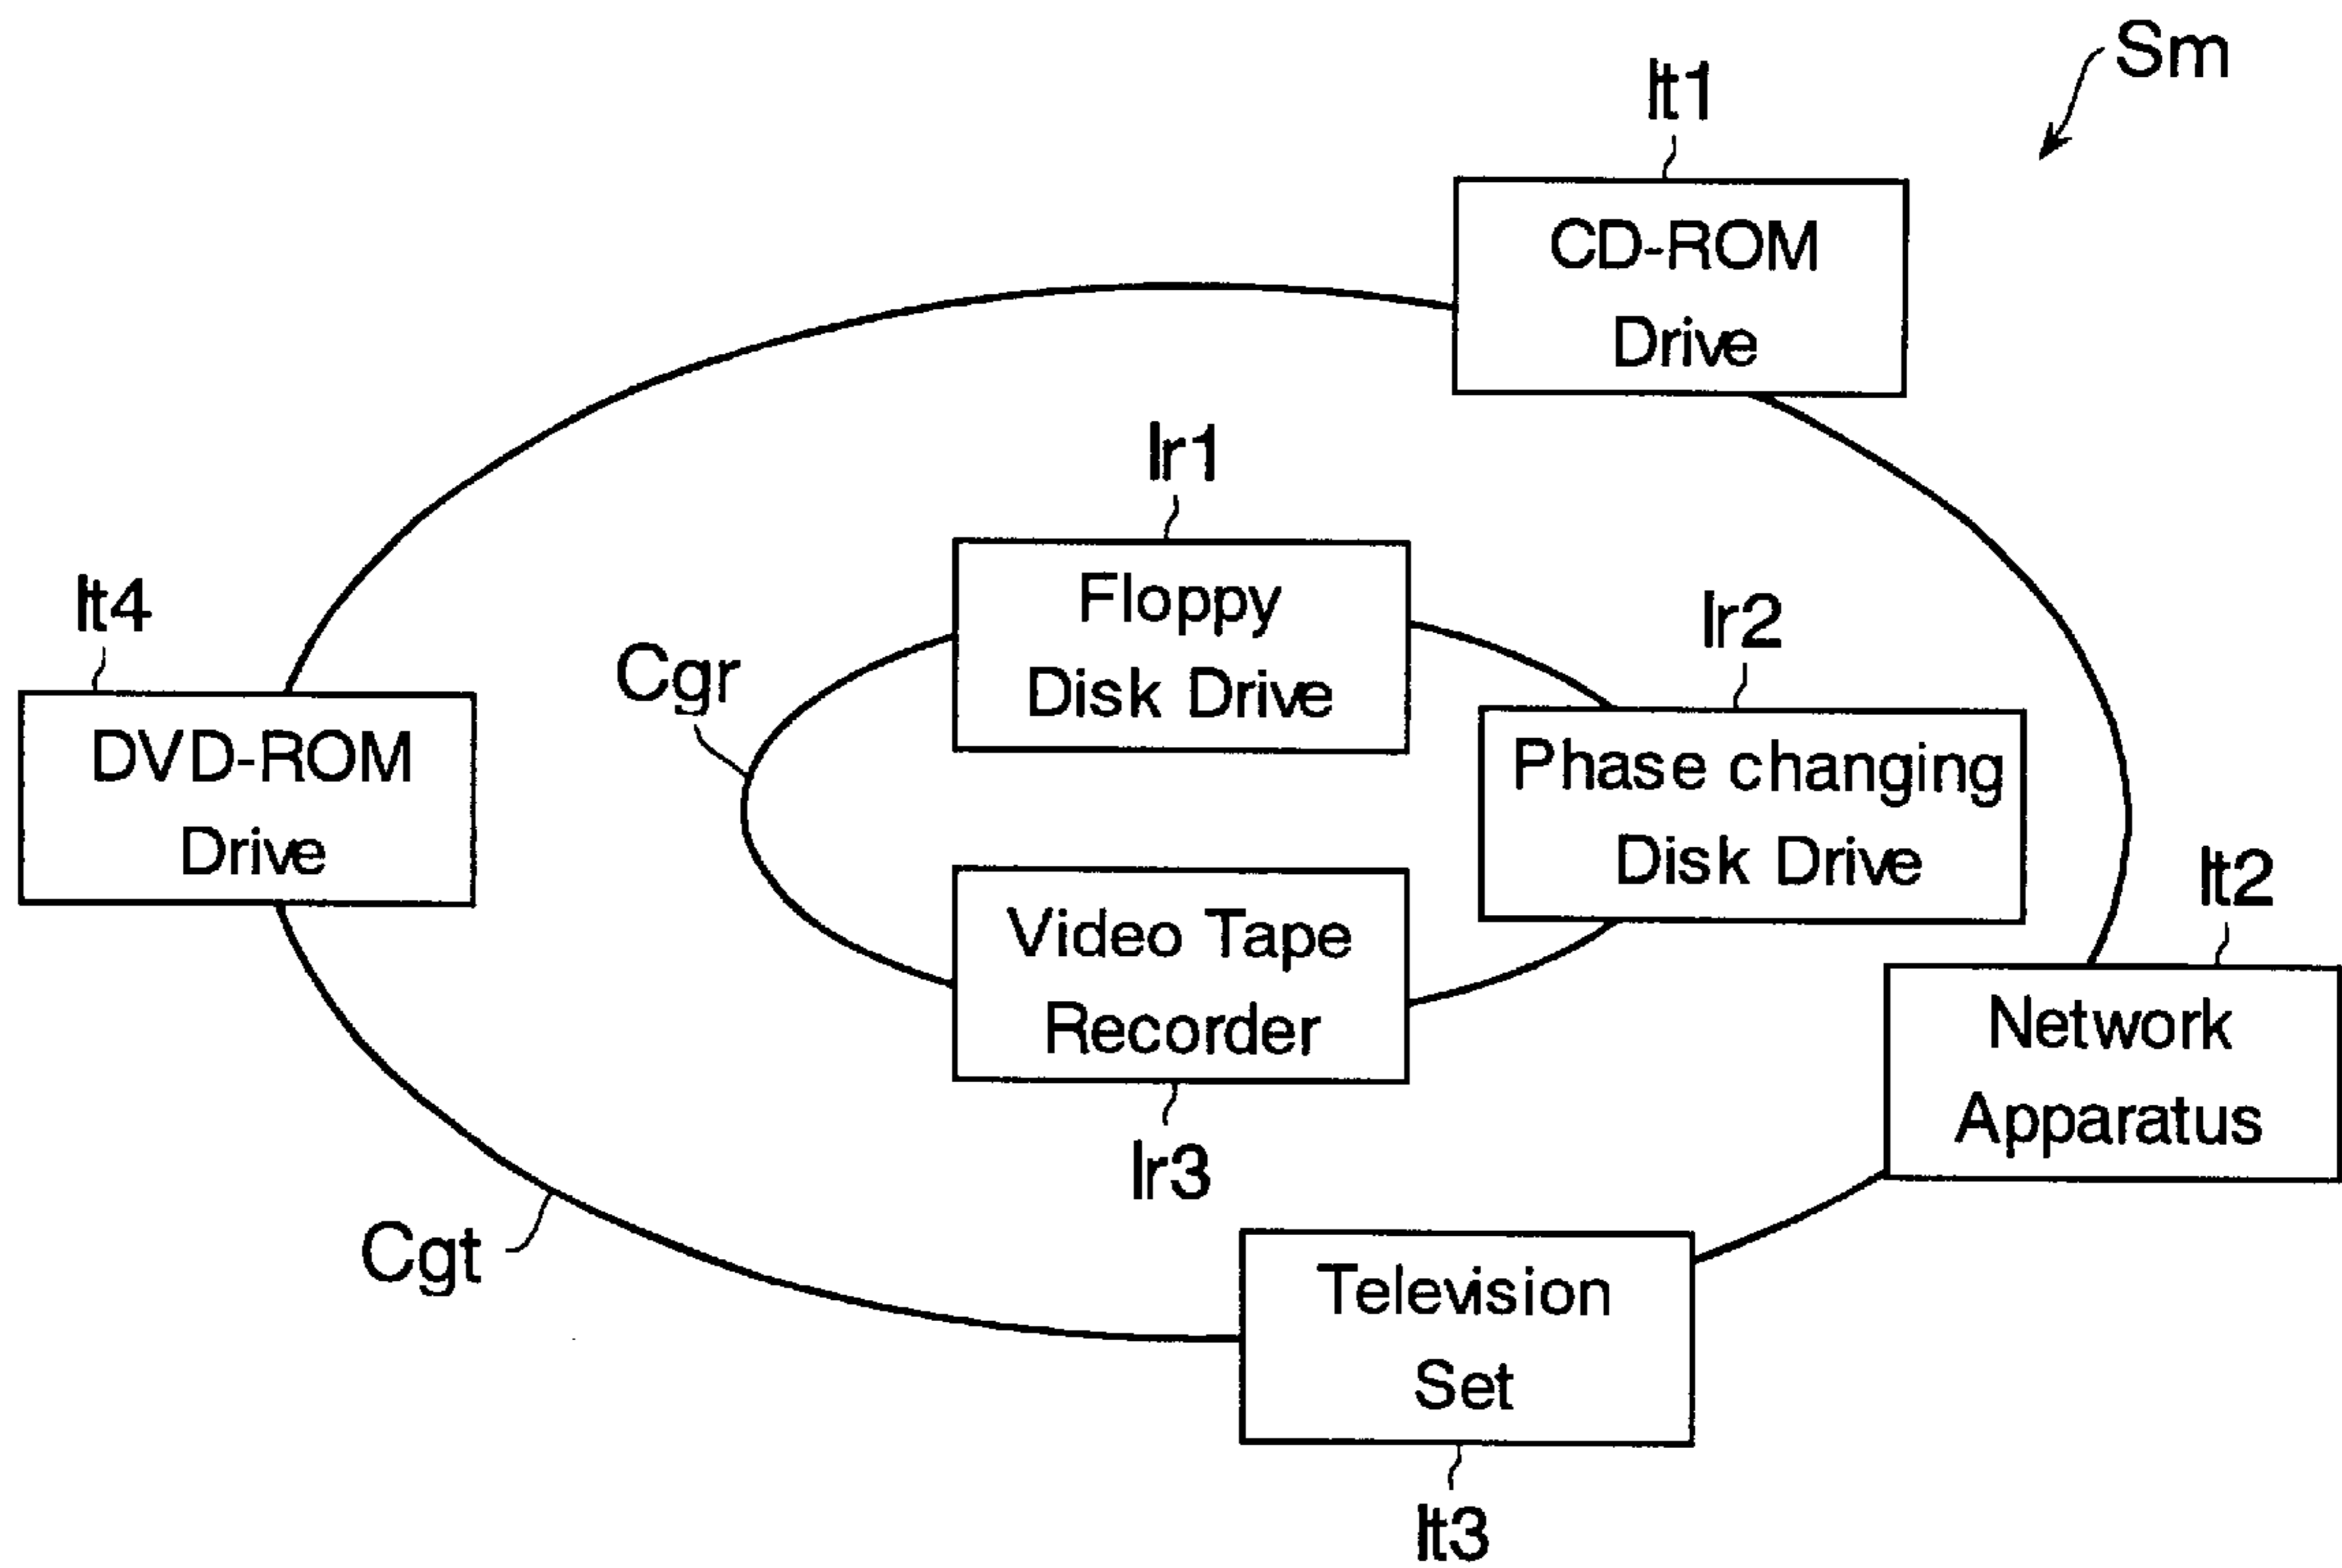 Sm
It1
CD-ROM
Drive
Ir1
Floppy
Disk Drive
It4
DVD-ROM
Drive
Cgr
Ir2
Phase changing
Disk Drive
Video Tape
Recorder
Ir3
It2
Network
Apparatus
Cgt
Television
Set
It3